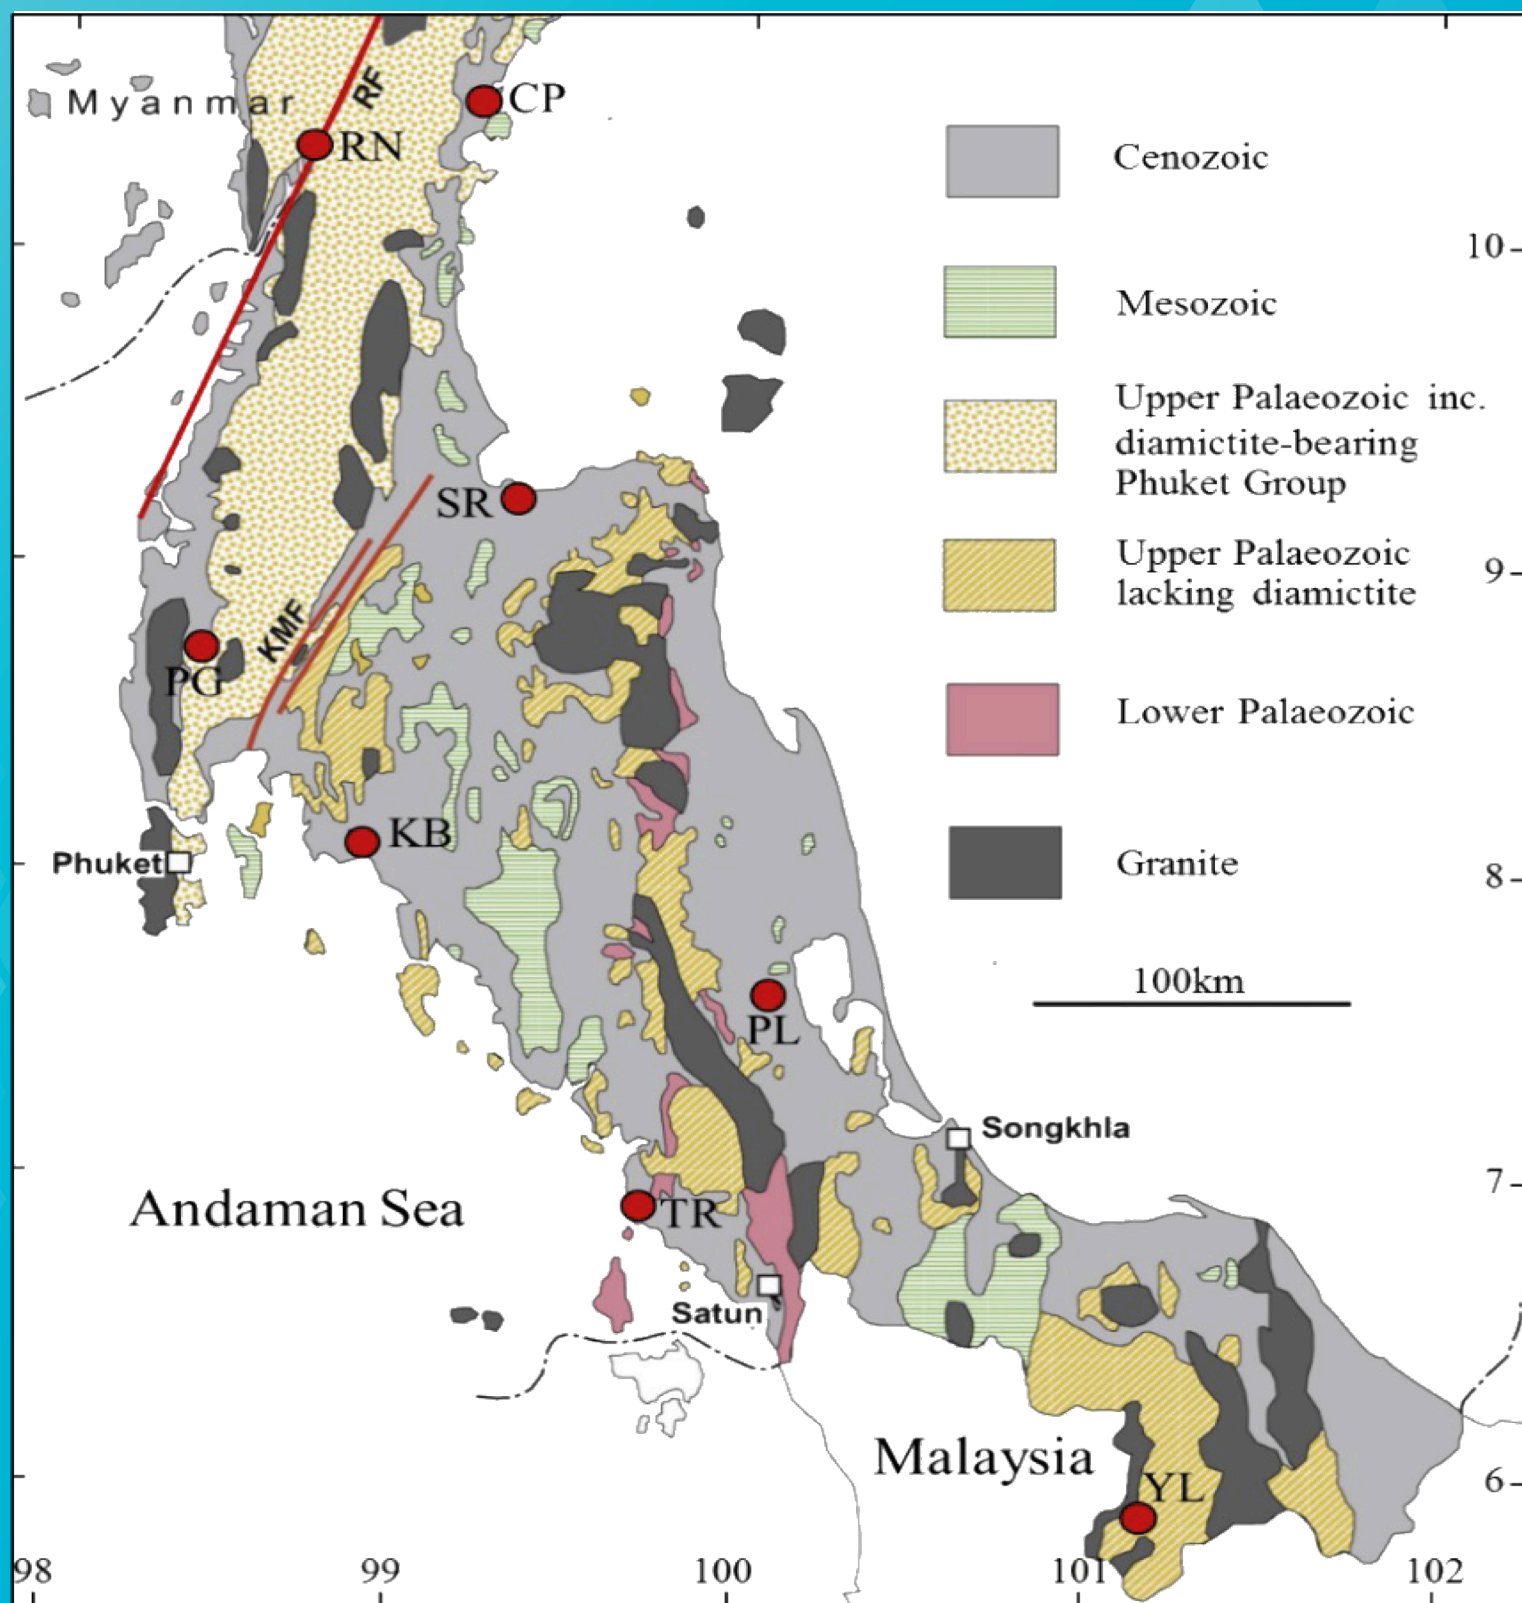 Myanmar
RF
CP
RN
Cenozoic
10
Mesozoic
Upper Palaeozoic inc.
diamictite-bearing
Phuket Group
SR
Upper Palaeozoic
lacking diamictite
9
KMF
PG
Lower Palaeozoic
KB
Phuket
Granite
8
100km
PL
Songkhla
7
Andaman Sea
TR
Satun
Malaysia
YL
6
98
99
100
101
102